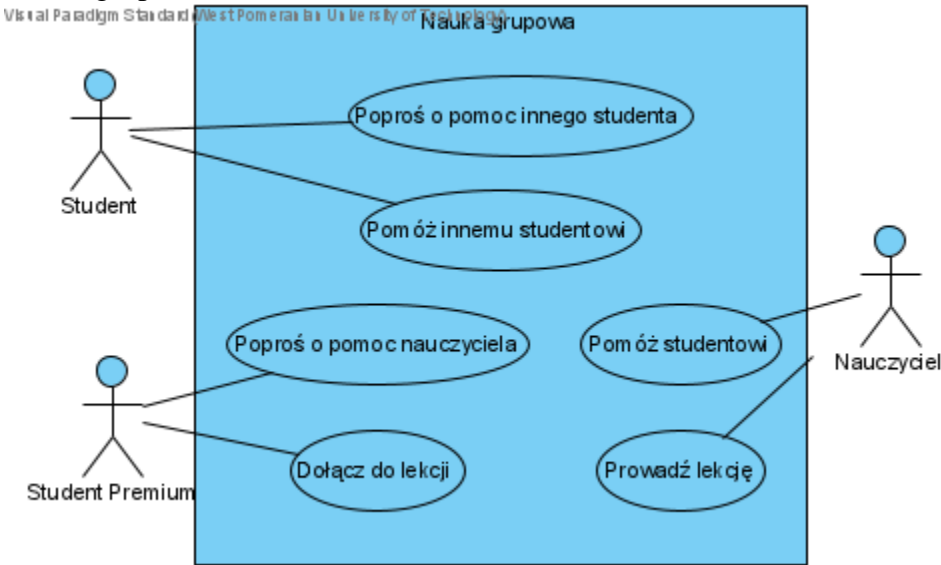 Visual Paradigm Standard(West Pomeranian University of Technology)
Nauka grupowa
Poproś o pomoc innego studenta
Student
Pomóż innemu studentowi
Poproś o pomoc nauczyciela
Pomóż studentowi
Nauczyciel
Dołącz do lekcji
Prowadź lekcję
Student Premium